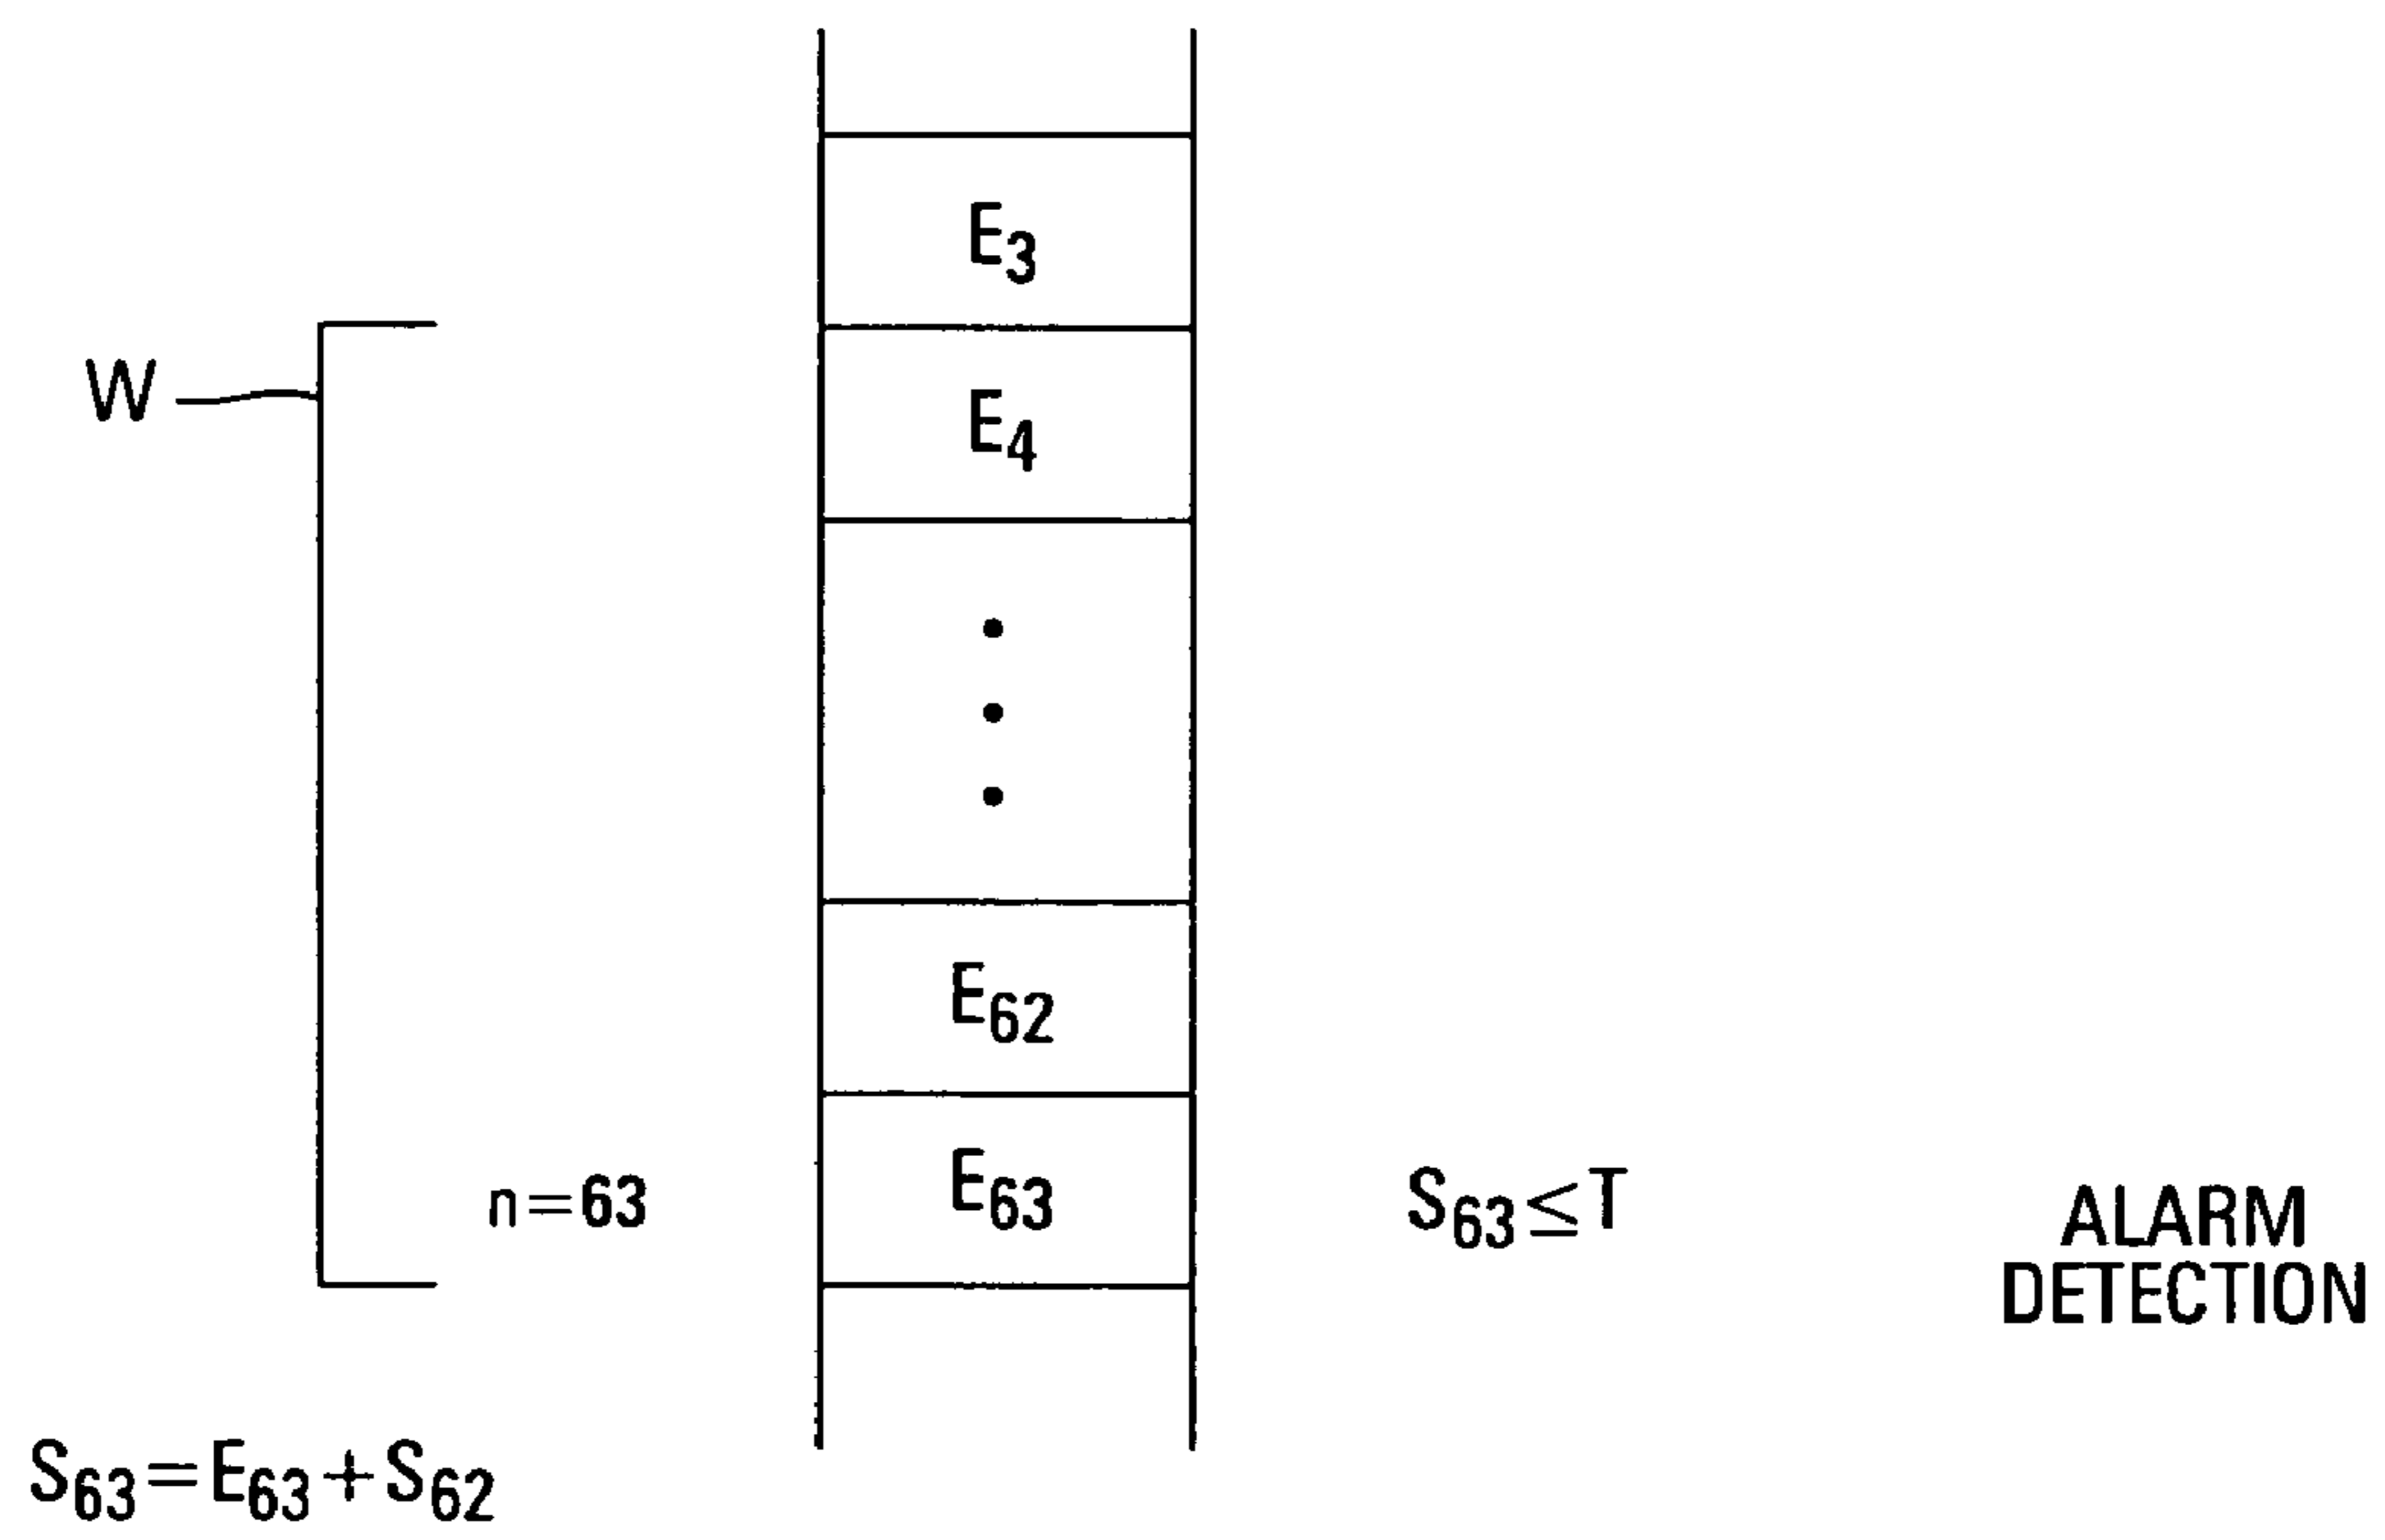 E3
W
E4
E62
n=63
E63
S63≤T
ALARM
DETECTION
S63=E63+S62